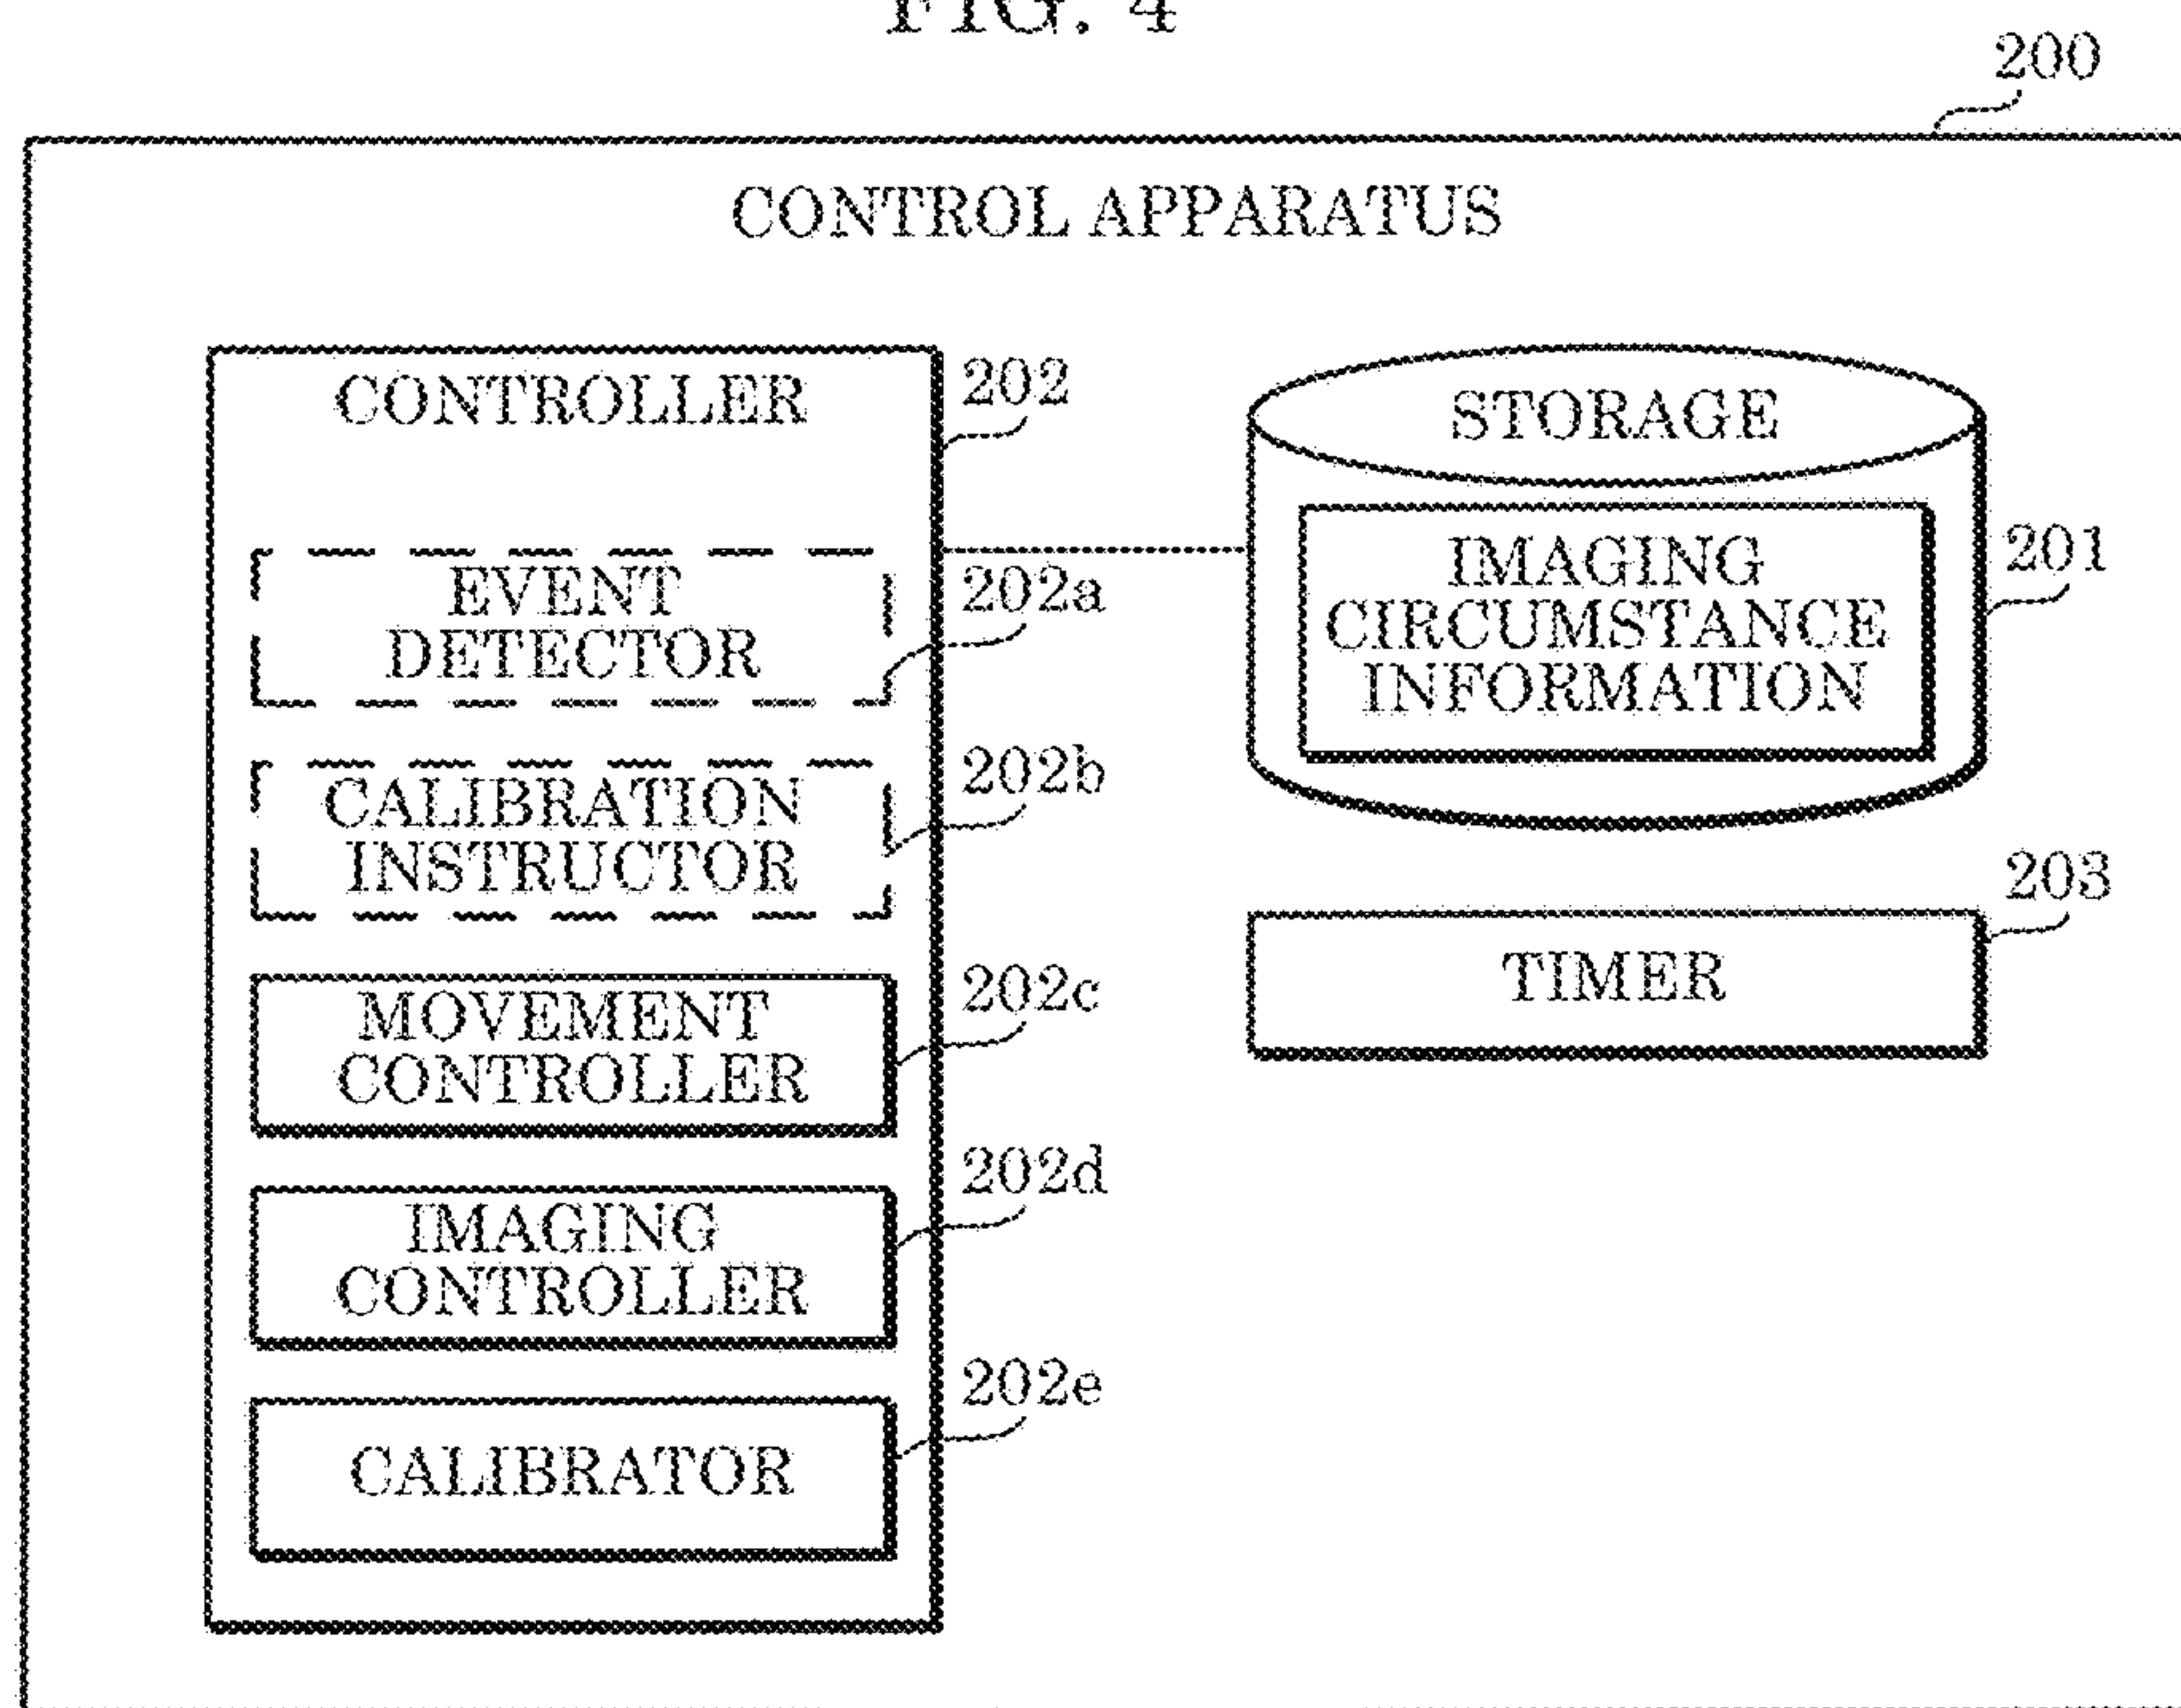 FIG. 4
200
CONTROL APPARATUS
CONTROLLER
202
STORAGE
IMAGING
CIRCUMSTANCE
INFORMATION
201
EVENT
DETECTOR
202a
CALIBRATION
INSTRUCTOR
202b
203
TIMER
MOVEMENT
CONTROLLER
202c
IMAGING
CONTROLLER
202d
CALIBRATOR
202e